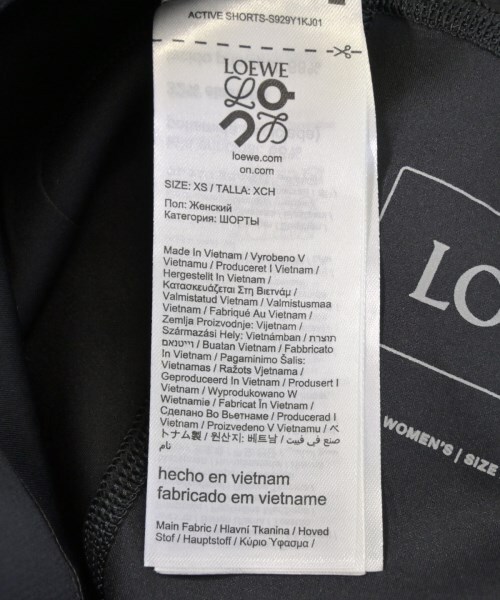 ACTIVE SHORTS-S929Y1KJ01
LOEWE
loewe.com
on.com
SIZE: XS / TALLA: XCH
Пол: Женский
Категория: ШОРТЫ
Made In Vietnam / Vyrobeno V
Vietnamu / Produceret I Vietnam /
Hergestellt In Vietnam /
Κατασκευάζεται Στη Βιετνάμ /
Valmistatud Vietnam / Valmistusmaa
Vietnam / Fabriqué Au Vietnam /
Zemlja Proizvodnje: Vijetnam /
Származási Hely: Vietnámban / תוצרת
וייטנאם / Buatan Vietnam / Fabbricato
In Vietnam / Pagaminimo Šalis:
Vietnamas / Ražots Vjetnama /
Geproduceerd In Vietnam / Produsert I
Vietnam / Wyprodukowano W
Wietnamie / Fabricat În Vietnam /
Сделано Во Вьетнаме / Producerad I
Vietnam / Proizvedeno V Vietnamu / ベ
トナム製 / 원산지: 베트남 / صنع في فييت
نام
hecho en vietnam
fabricado em vietname
Main Fabric / Hlavní Tkanina / Hoved
Stof / Hauptstoff / Κύριο Ύφασμα /
LO
WOMEN'S | SIZE